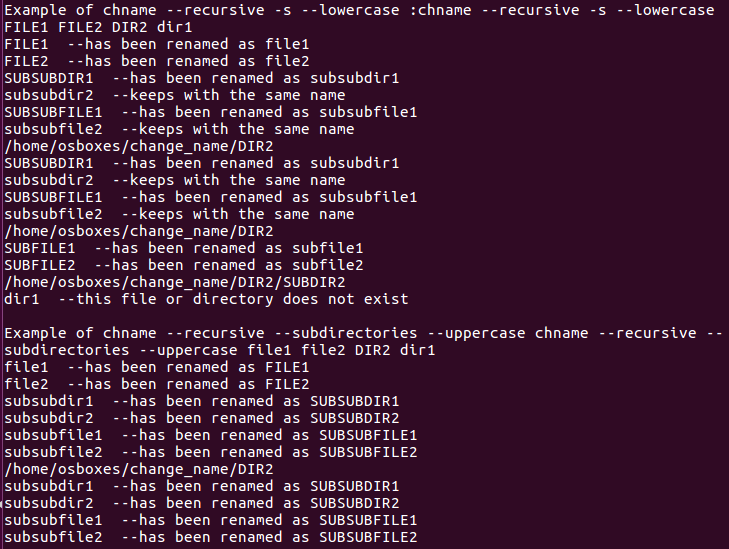 Example of chname --recursive -s --lowercase :chname --recursive -s --lowercase
FILE1 FILE2 DIR2 dir1
FILE1  --has been renamed as file1
FILE2  --has been renamed as file2
SUBSUBDIR1  --has been renamed as subsubdir1
subsubdir2  --keeps with the same name
SUBSUBFILE1  --has been renamed as subsubfile1
subsubfile2  --keeps with the same name
/home/osboxes/change_name/DIR2
SUBSUBDIR1  --has been renamed as subsubdir1
subsubdir2  --keeps with the same name
SUBSUBFILE1  --has been renamed as subsubfile1
subsubfile2  --keeps with the same name
/home/osboxes/change_name/DIR2
SUBFILE1  --has been renamed as subfile1
SUBFILE2  --has been renamed as subfile2
/home/osboxes/change_name/DIR2/SUBDIR2
dir1  --this file or directory does not exist

Example of chname --recursive --subdirectories --uppercase chname --recursive --
subdirectories --uppercase file1 file2 DIR2 dir1
file1  --has been renamed as FILE1
file2  --has been renamed as FILE2
subsubdir1  --has been renamed as SUBSUBDIR1
subsubdir2  --has been renamed as SUBSUBDIR2
subsubfile1  --has been renamed as SUBSUBFILE1
subsubfile2  --has been renamed as SUBSUBFILE2
/home/osboxes/change_name/DIR2
subsubdir1  --has been renamed as SUBSUBDIR1
subsubdir2  --has been renamed as SUBSUBDIR2
subsubfile1  --has been renamed as SUBSUBFILE1
subsubfile2  --has been renamed as SUBSUBFILE2